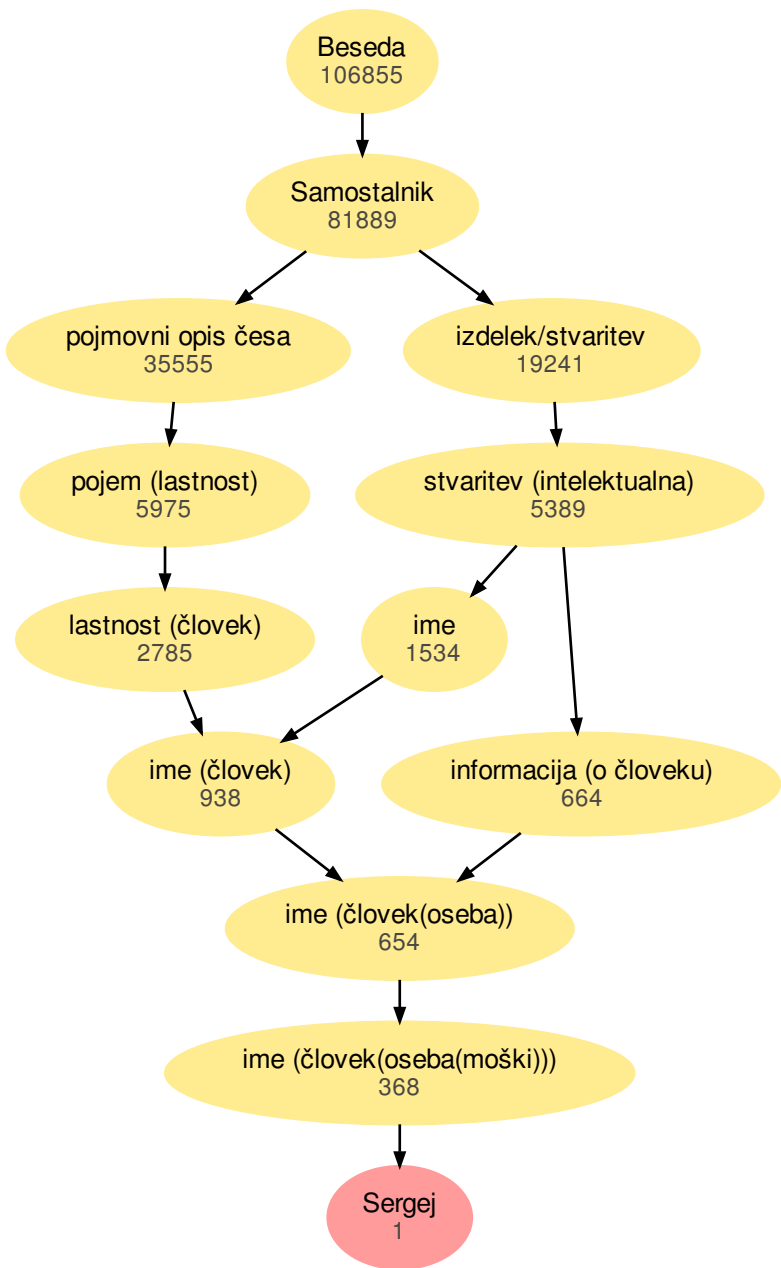 Beseda
106855
Samostalnik
81889
pojmovni opis česa
35555
izdelek/stvaritev
19241
pojem (lastnost)
5975
stvaritev (intelektualna)
5389
lastnost (človek)
2785
ime
1534
ime (človek)
938
informacija (o človeku)
664
ime (človek(oseba))
654
ime (človek(oseba(moški)))
368
Sergej
1